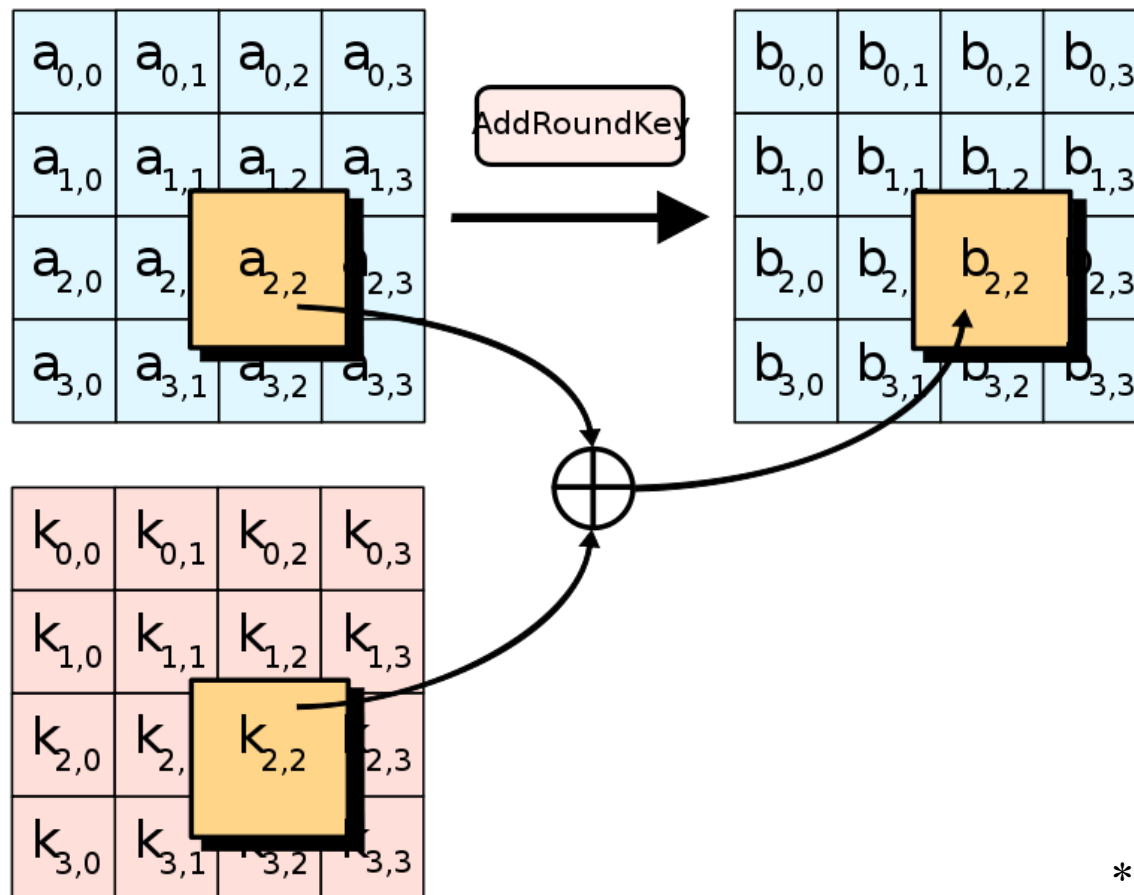 a0,0 a0,1 a0,2 a0,3
b0,0 b0,1 b0,2 b0,3
AddRoundKey
a1,0 a1,1 a1,2 a1,3
b1,0 b1,1 b1,2 b1,3
a2,0 a2, a2,2 a2,3
b2,0 b2, b2,2 b2,3
a3,0 a3,1 a3,2 a3,3
b3,0 b3,1 b3,2 b3,3
k0,0 k0,1 k0,2 k0,3
k1,0 k1,1 k1,2 k1,3
k2,0 k2, k2,2 k2,3
k3,0 k3,1 k3,2 k3,3
*